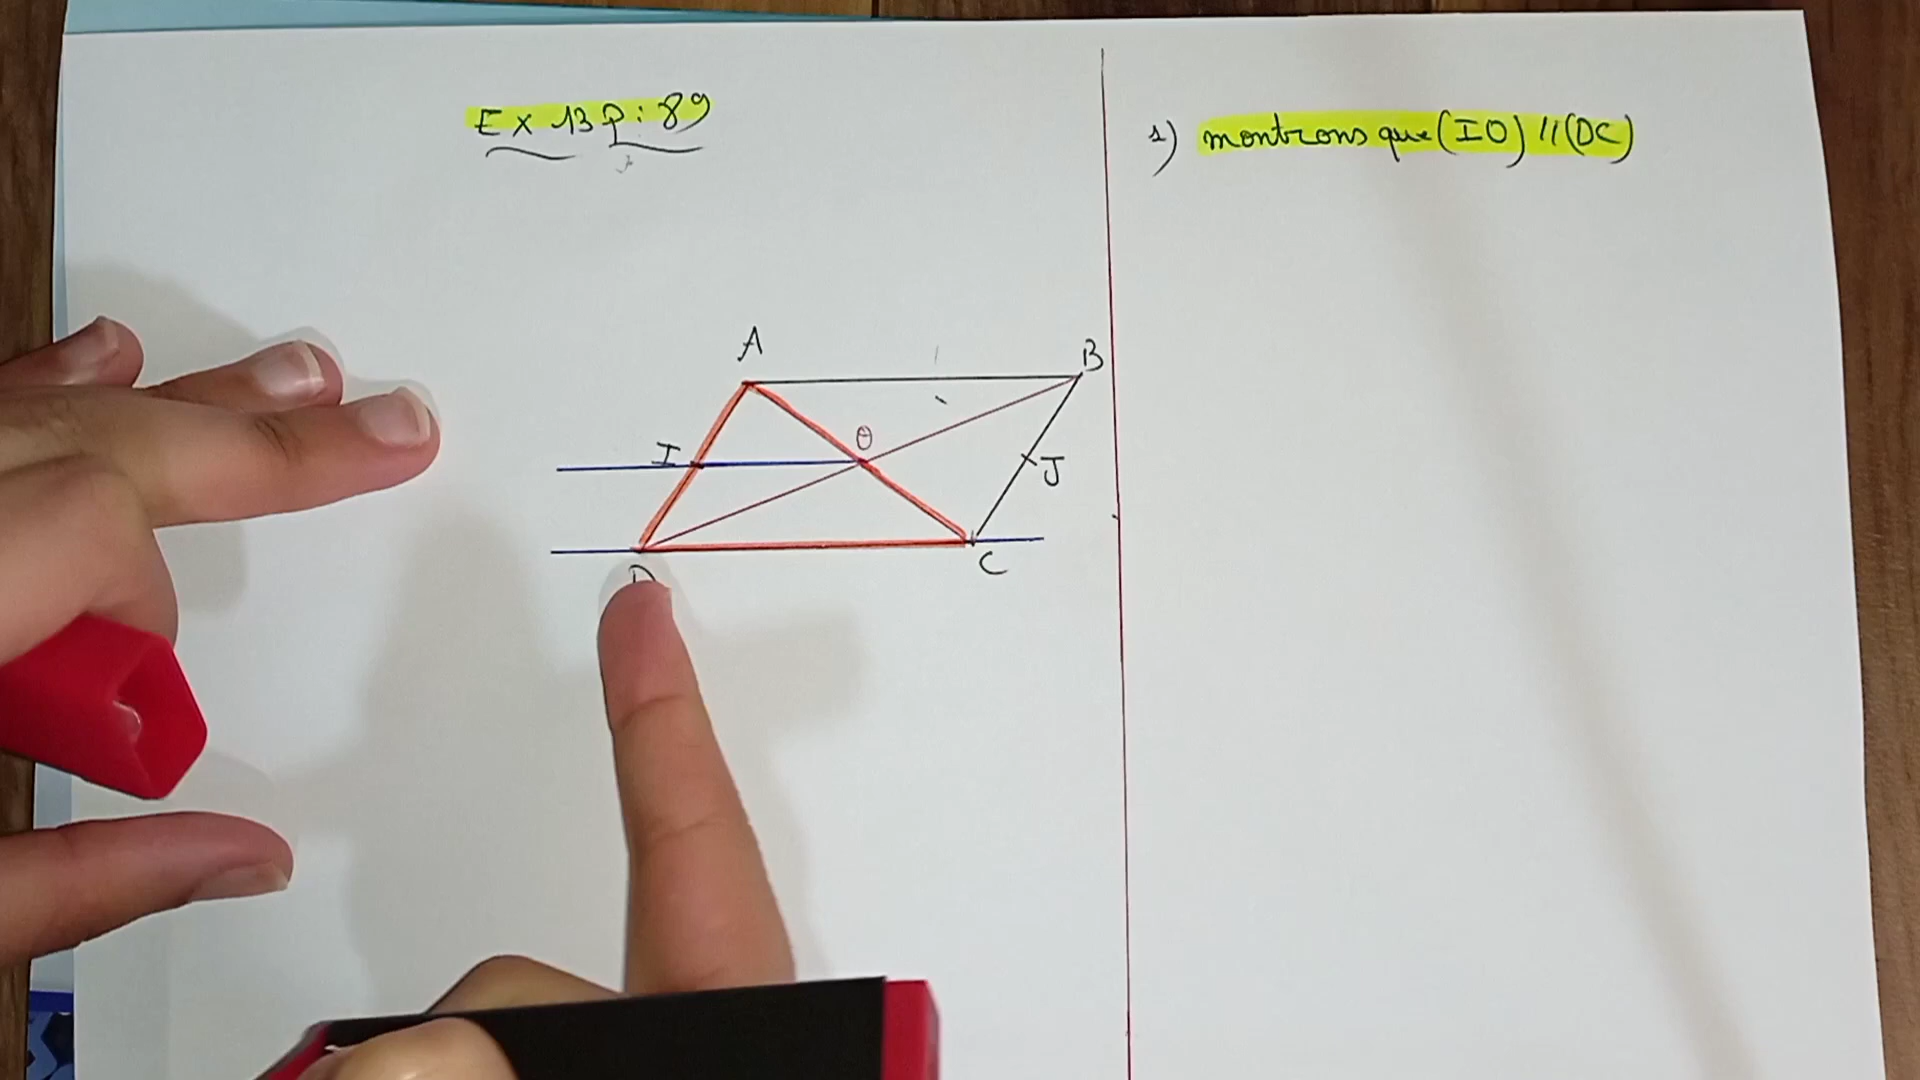 Ex 13 P: 89
1) montrons que (IO) // (DC)
A
B
I
O
J
D
C